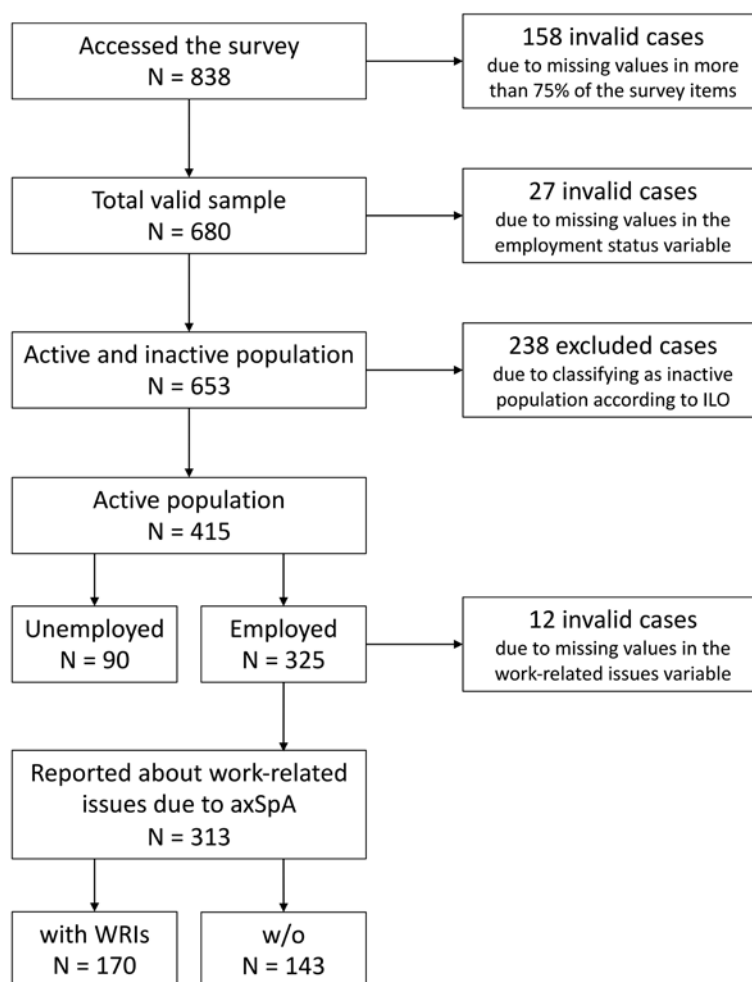 Accessed the survey
N = 838
158 invalid cases
due to missing values in more
than 75% of the survey items
Total valid sample
N = 680
27 invalid cases
due to missing values in the
employment status variable
Active and inactive population
N = 653
238 excluded cases
due to classifying as inactive
population according to ILO
Active population
N = 415
Unemployed
N = 90
Employed
N = 325
12 invalid cases
due to missing values in the
work-related issues variable
Reported about work-related
issues due to axSpA
N = 313
with WRIs
N = 170
w/o
N = 143